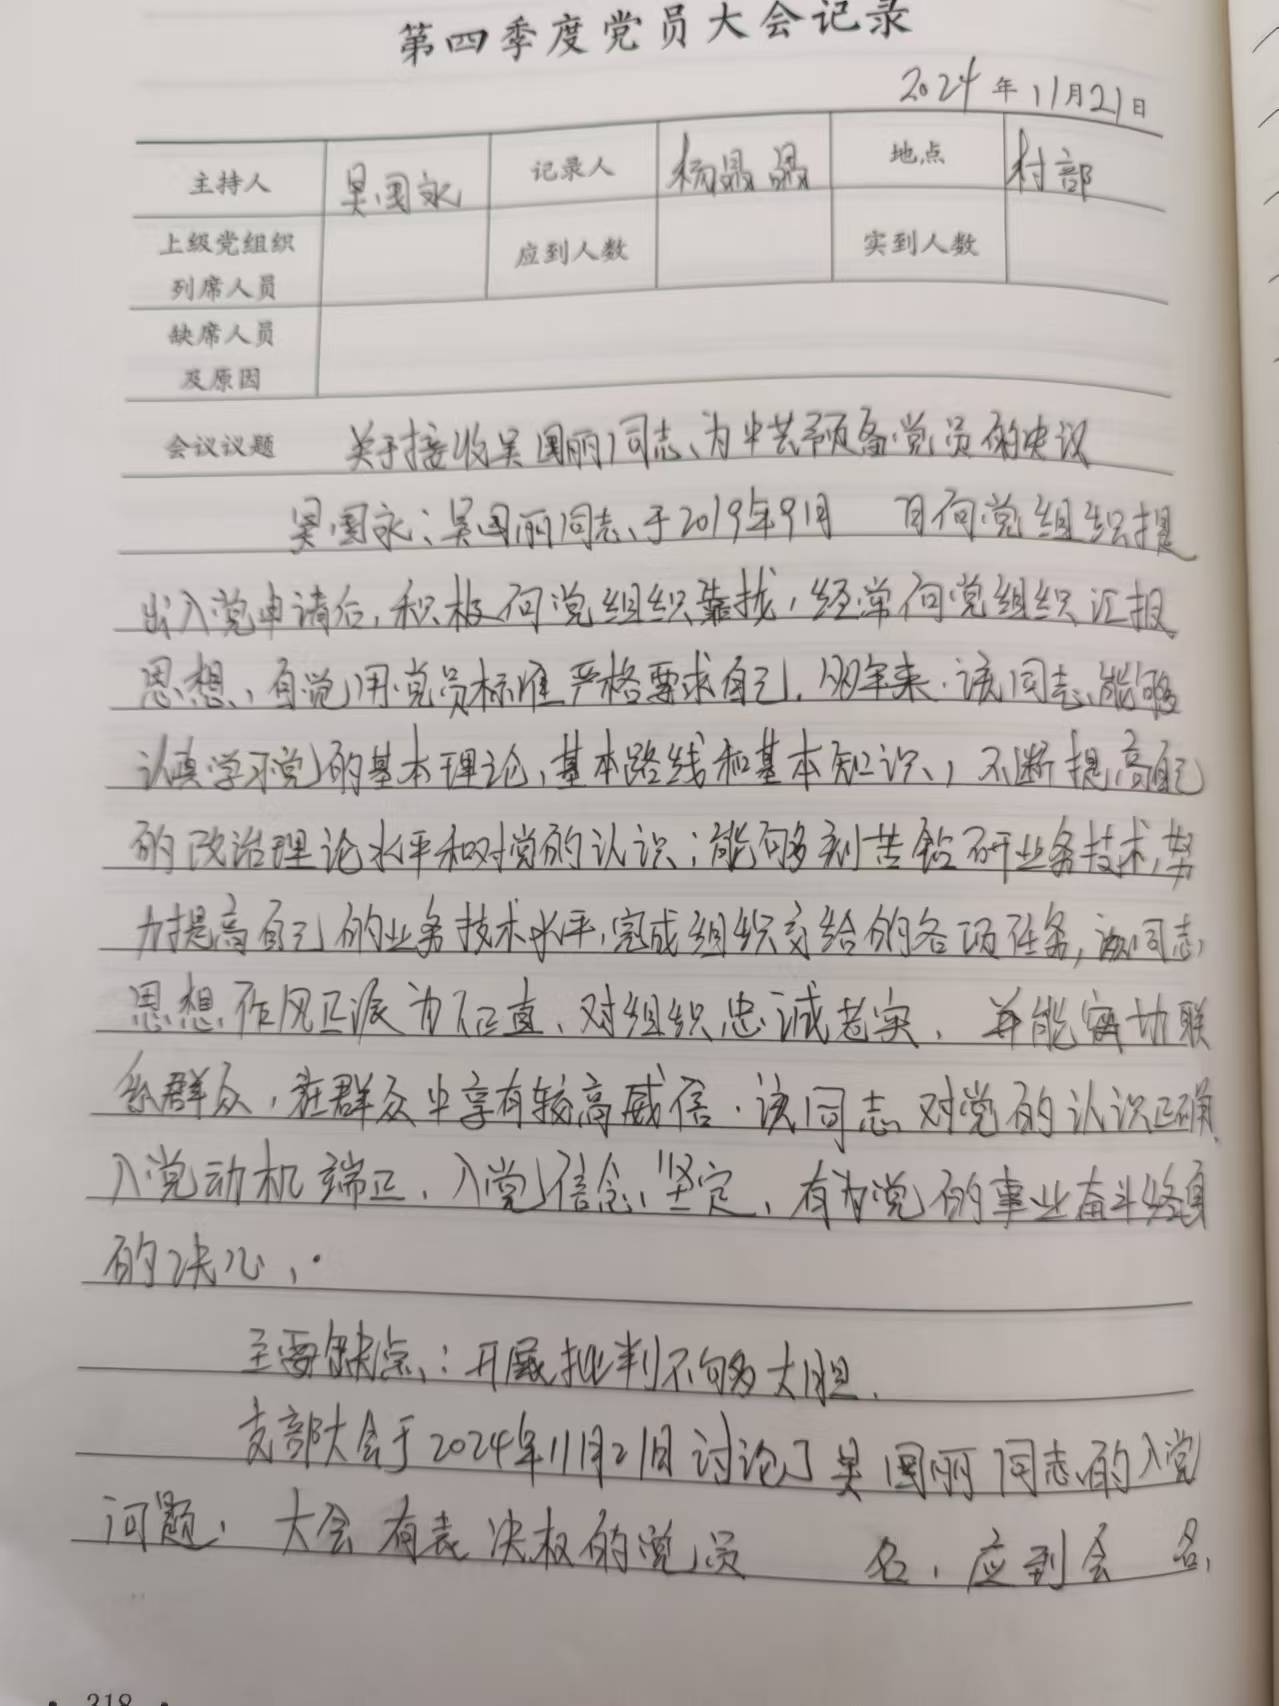 第四季度党员大会记录
2024年11月21日
主持人 吴国永 记录人 杨晶晶 地点 村部
上级党组织 应到人数 实到人数
列席人员
缺席人员
及原因
会议议题 关于接收吴国丽同志、为中共预备党员的决议
吴国永：吴国丽同志、于2019年9月 日向党组织提
出入党申请后，积极向党组织靠拢，经常向党组织汇报
思想、自觉用党员标准严格要求自己．多年来．该同志能够
认真学习党的基本理论、基本路线和基本知识、，不断提高自己
的政治理论水平和对党的认识；能够刻苦钻研业务技术，努
力提高自己的业务技术水平，完成组织交给的各项任务，该同志
思想作风正派为人正直、对组织忠诚老实．并能密切联
系群众，在群众中享有较高威信．该同志对党的认识正确
入党动机端正、入党信念坚定、有为党的事业奋斗终身
的决心，．
主要缺点：开展批判不够大胆．
支部大会于2024年11月21日讨论了吴国丽同志的入党
问题．大会有表决权的党员 名，应到会 名，
· 318 ·